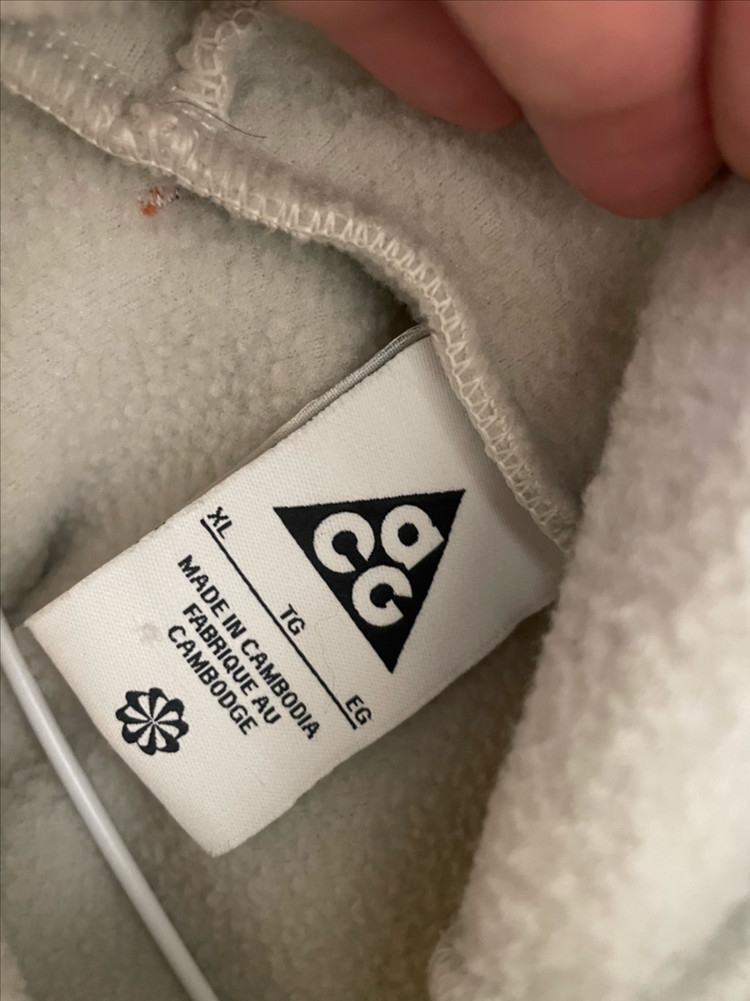 acg
XL TG EG
MADE IN CAMBODIA
FABRIQUE AU
CAMBODGE